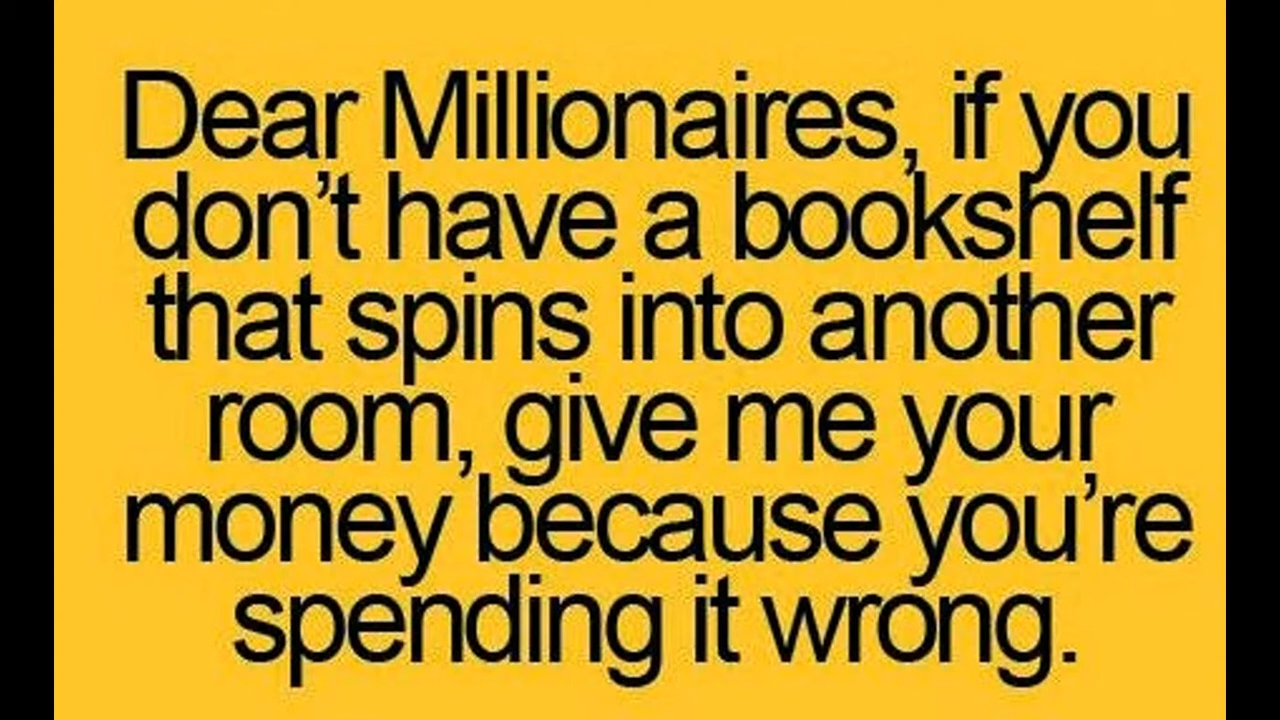 Dear Millionaires, if you
don’t have a bookshelf
that spins into another
room, give me your
money because you’re
spending it wrong.